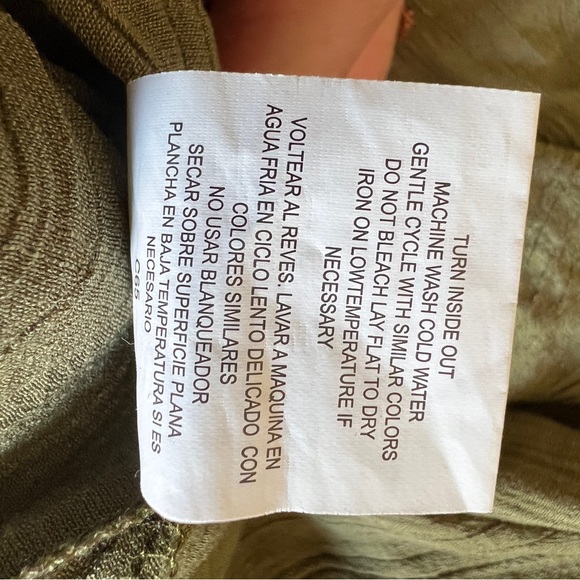 TURN INSIDE OUT
MACHINE WASH COLD WATER
GENTLE CYCLE WITH SIMILAR COLORS
DO NOT BLEACH LAY FLAT TO DRY
IRON ON LOWTEMPERATURE IF
NECESSARY
VOLTEAR AL REVES. LAVAR A MAQUINA EN
AGUA FRIA EN CICLO LENTO DELICADO CON
COLORES SIMILARES
NO USAR BLANQUEADOR
SECAR SOBRE SUPERFICIE PLANA
PLANCHA EN BAJA TEMPERATURA SI ES
NECESARIO
C65